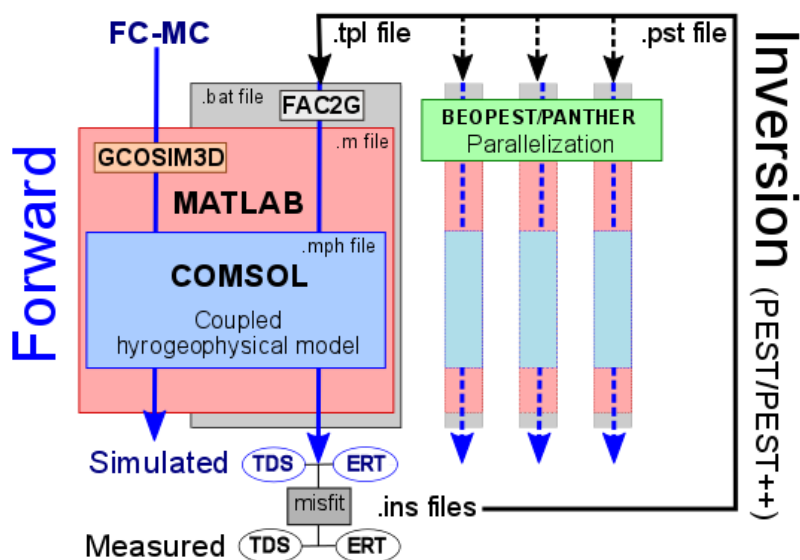 FC-MC
.tpl file
.pst file
.bat file
FAC2G
.m file
GCOSIM3D
MATLAB
.mph file
COMSOL
Coupled
hyrogeophysical model
BEOPEST/PANTHER
Parallelization
Forward
Inversion
(PEST/PEST++)
Simulated
TDS
ERT
misfit
.ins files
Measured
TDS
ERT